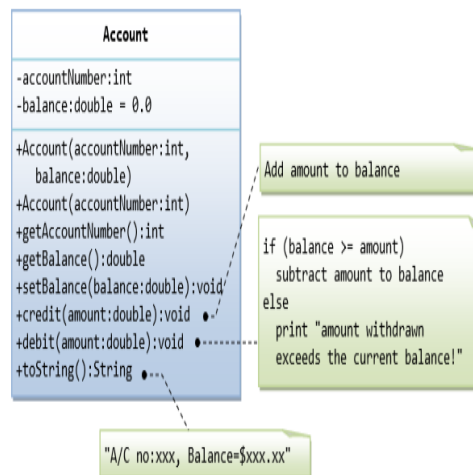 Account
-accountNumber:int
-balance:double = 0.0
+Account(accountNumber:int,
balance:double)
+Account(accountNumber:int)
+getAccountNumber():int
+getBalance():double
+setBalance(balance:double):void
+credit(amount:double):void
+debit(amount:double):void
+toString():String
Add amount to balance
if (balance >= amount)
subtract amount to balance
else
print "amount withdrawn
exceeds the current balance!"
"A/C no:xxx, Balance=$xxx.xx"